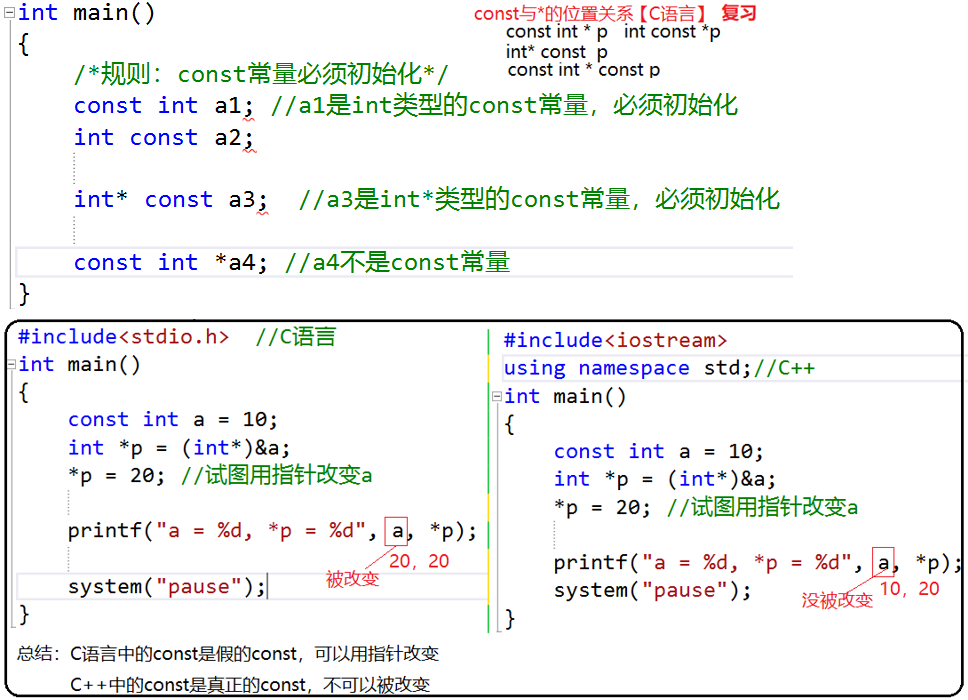 int main()
{
/*规则：const常量必须初始化*/
const int a1; //a1是int类型的const常量，必须初始化
int const a2;
int* const a3; //a3是int*类型的const常量，必须初始化
const int *a4; //a4不是const常量
}
const与*的位置关系【C语言】 复习
const int * p int const *p
int* const p
const int * const p
#include<stdio.h> //C语言
int main()
{
const int a = 10;
int *p = (int*)&a;
*p = 20; //试图用指针改变a
printf("a = %d, *p = %d", a, *p);
被改变 20，20
system("pause");
}
#include<iostream>
using namespace std;//C++
int main()
{
const int a = 10;
int *p = (int*)&a;
*p = 20; //试图用指针改变a
printf("a = %d, *p = %d", a, *p);
system("pause");
没被改变 10，20
}
总结：C语言中的const是假的const，可以用指针改变
C++中的const是真正的const，不可以被改变